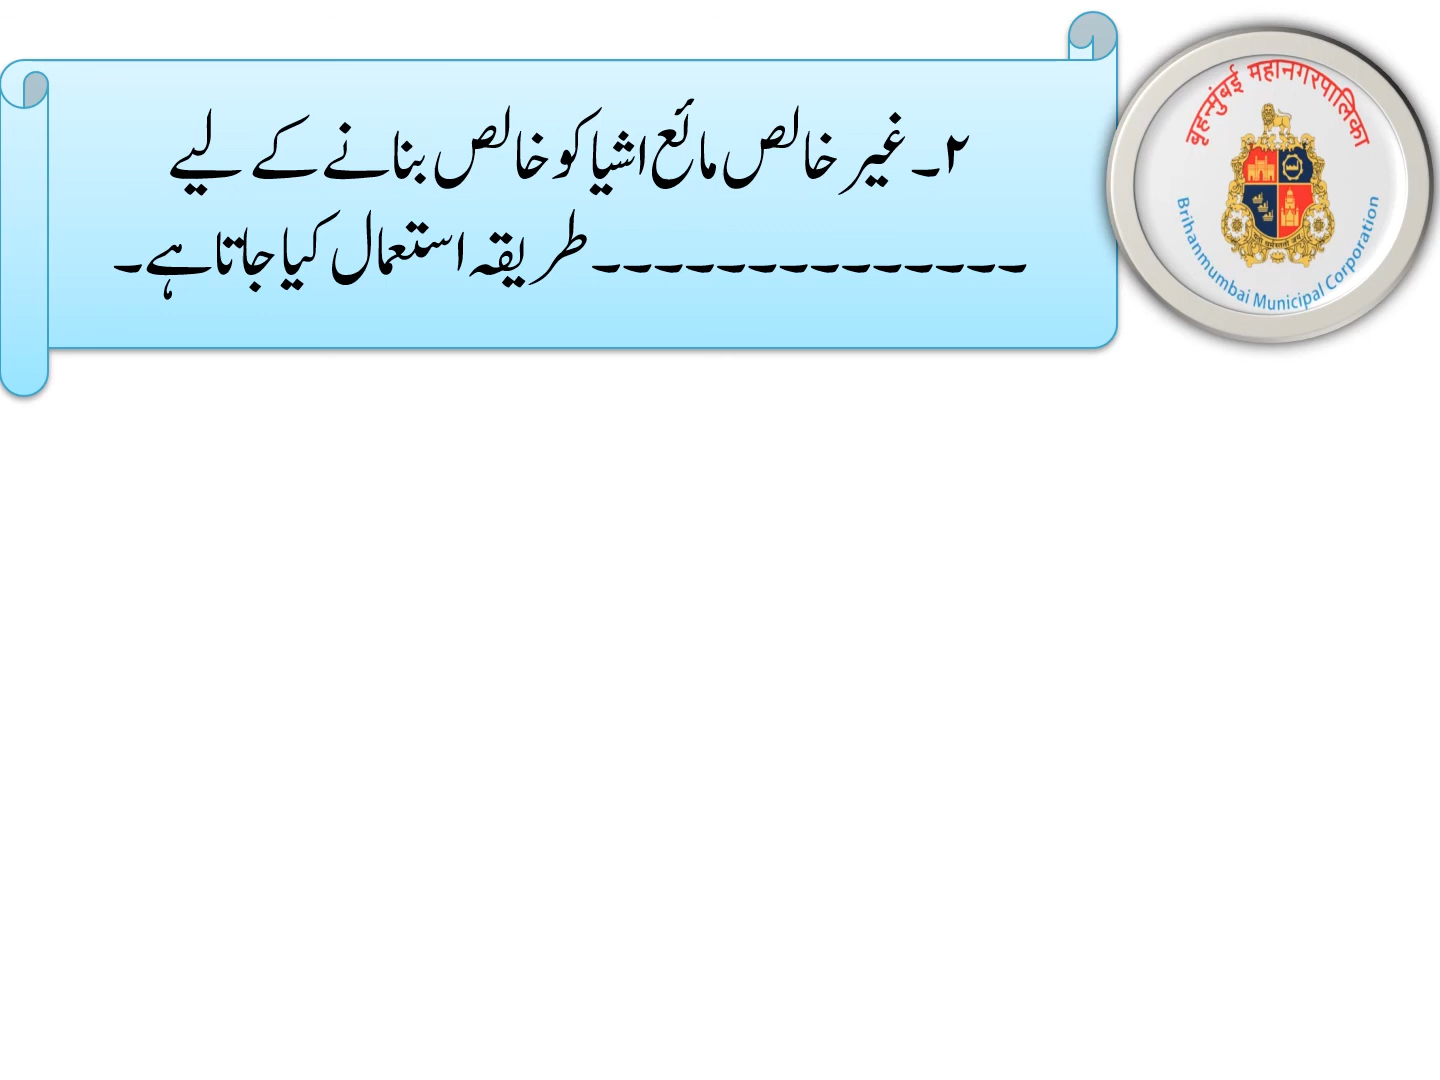 ۲۔ غیر خالص مائع اشیا کو خالص بنانے کے لیے
۔۔۔۔۔۔۔۔۔۔۔۔۔۔ طریقہ استعمال کیا جاتا ہے۔
बृहन्मुंबई महानगरपालिका
Brihanmumbai Municipal Corporation